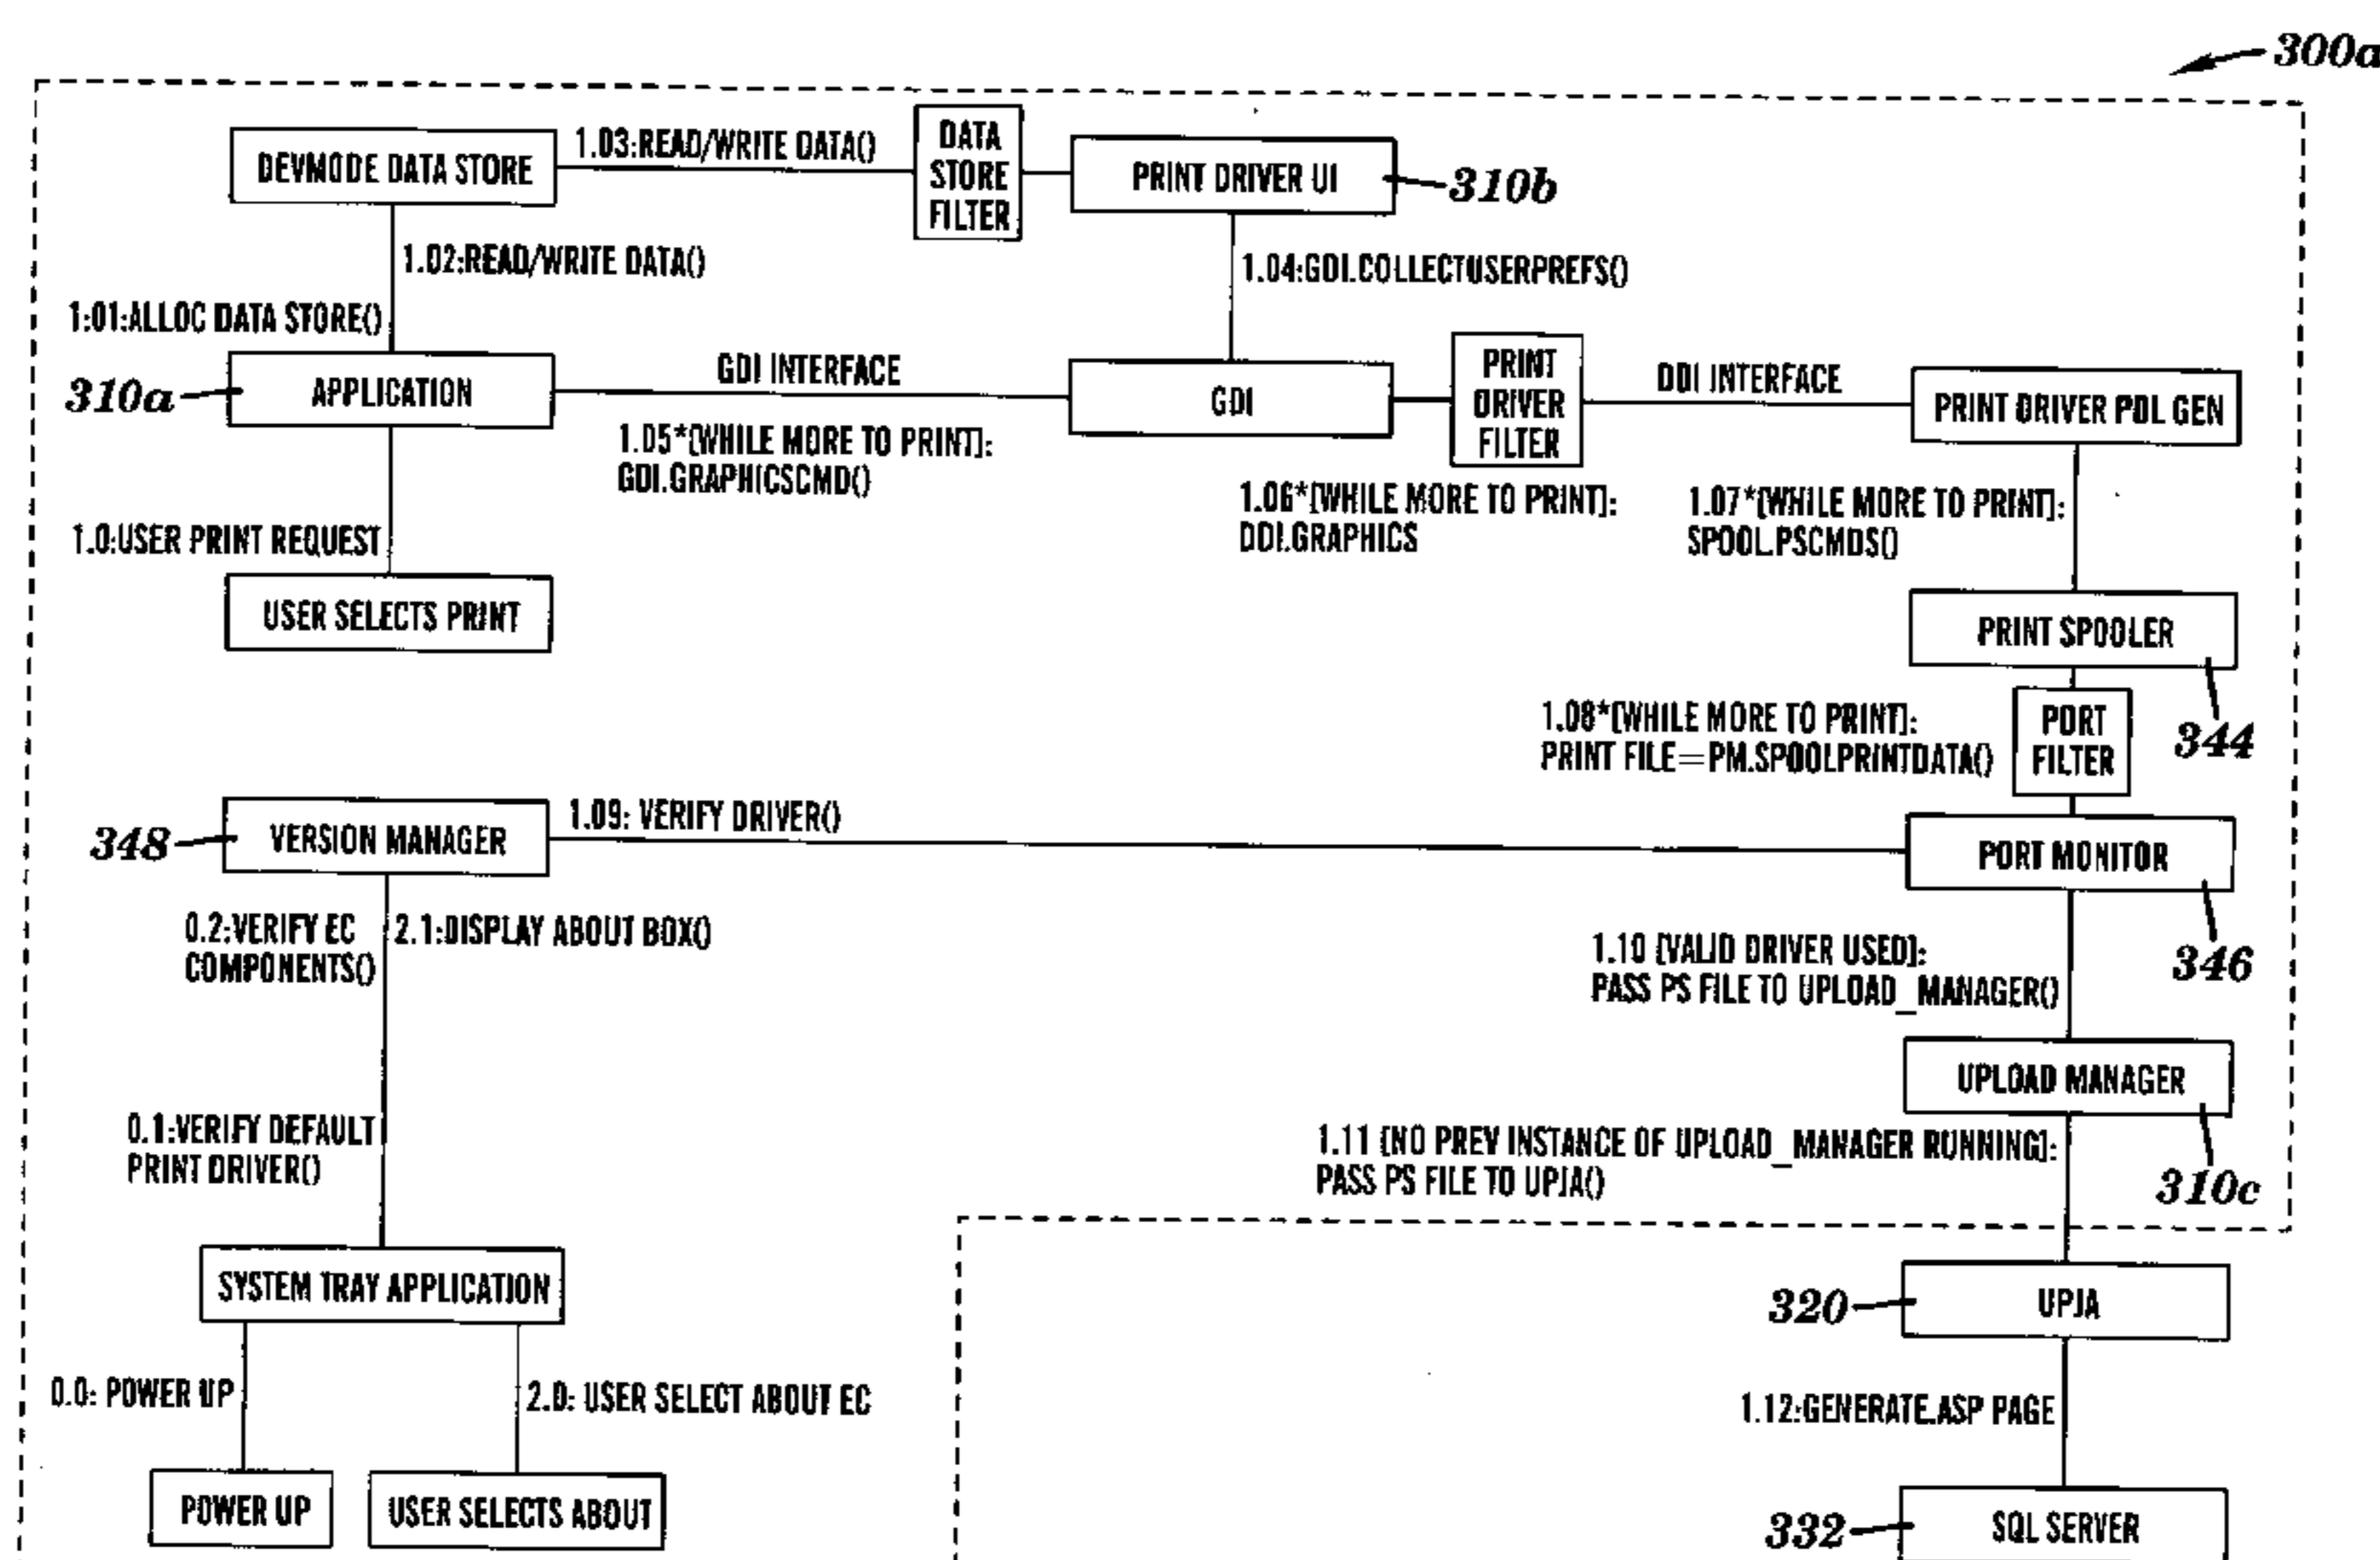 300a
DEVMODE DATA STORE
1.03:READ/WRITE DATA()
DATA
STORE
FILTER
PRINT DRIVER UI
310b
1.02:READ/WRITE DATA()
1.04:GDI.COLLECTUSERPREFS()
1:01:ALLOC DATA STORE()
310a
APPLICATION
GDI INTERFACE
1.05*[WHILE MORE TO PRINT]:
GDI.GRAPHICSCMD()
GDI
PRINT
DRIVER
FILTER
DDI INTERFACE
PRINT DRIVER PDL GEN
1.06*[WHILE MORE TO PRINT]:
DDI.GRAPHICS
1.07*[WHILE MORE TO PRINT]:
SPOOL.PSCMDS()
1.0:USER PRINT REQUEST
USER SELECTS PRINT
PRINT SPOOLER
344
1.08*[WHILE MORE TO PRINT]:
PRINT FILE=PM.SPOOLPRINTDATA()
PORT
FILTER
348
VERSION MANAGER
1.09: VERIFY DRIVER()
PORT MONITOR
346
0.2:VERIFY EC
COMPONENTS()
2.1:DISPLAY ABOUT BOX()
1.10 [VALID DRIVER USED]:
PASS PS FILE TO UPLOAD_MANAGER()
UPLOAD MANAGER
310c
0.1:VERIFY DEFAULT
PRINT DRIVER()
1.11 [NO PREV INSTANCE OF UPLOAD_MANAGER RUNNING]:
PASS PS FILE TO UPJA()
SYSTEM TRAY APPLICATION
320
UPJA
0.0: POWER UP
2.0: USER SELECT ABOUT EC
1.12:GENERATE.ASP PAGE
POWER UP
USER SELECTS ABOUT
332
SQL SERVER